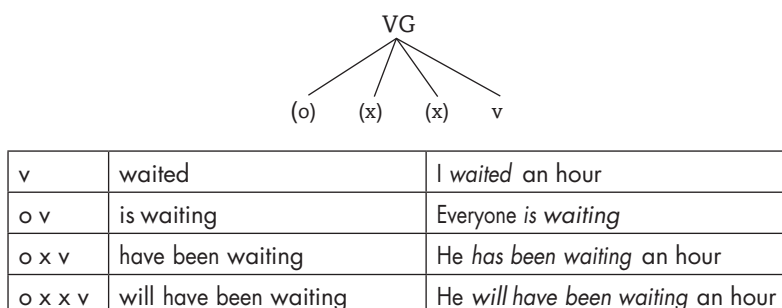 VG
(o) (x) (x) v
v waited I waited an hour
o v is waiting Everyone is waiting
o x v have been waiting He has been waiting an hour
o x x v will have been waiting He will have been waiting an hour